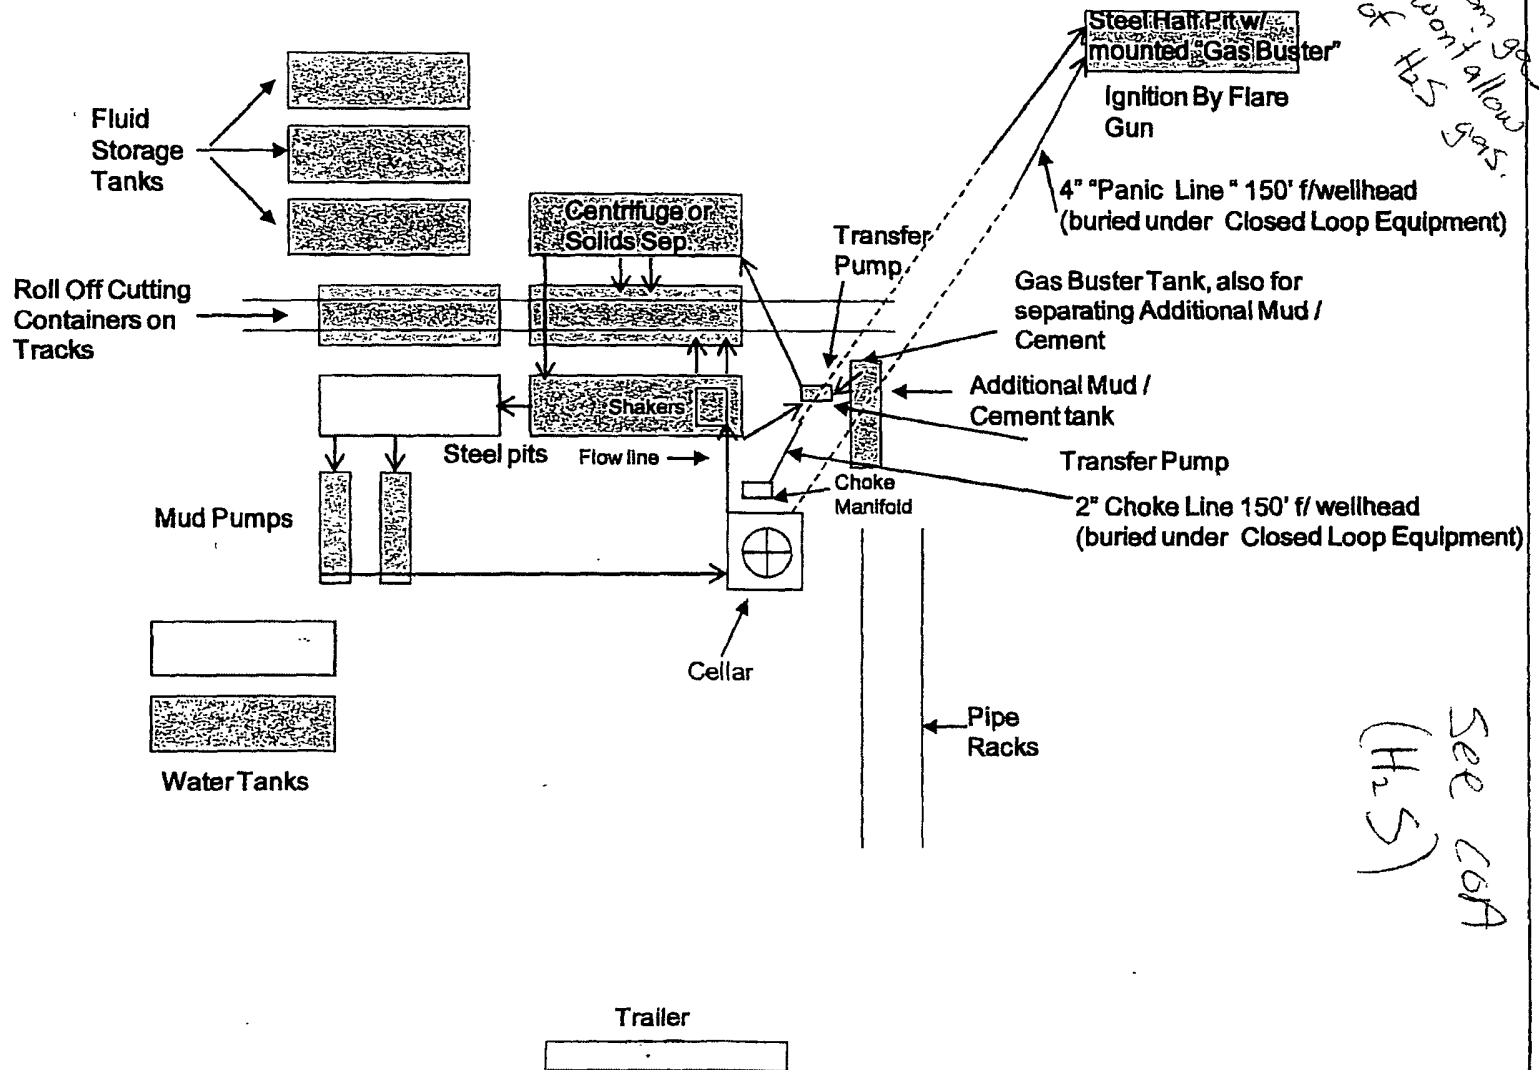 Steel Half Pit w/
mounted "Gas Buster"
Ignition By Flare
Gun
won't allow
of H2S gas.
Fluid
Storage
Tanks
4" "Panic Line" 150' f/wellhead
(buried under Closed Loop Equipment)
Centrifuge or
Solids Sep.
Transfer
Pump
Roll Off Cutting
Containers on
Tracks
Gas Buster Tank, also for
separating Additional Mud /
Cement
Additional Mud /
Cement tank
Shakers
Steel pits
Flow line
Transfer Pump
Choke
Manifold
2" Choke Line 150' f/ wellhead
(buried under Closed Loop Equipment)
Mud Pumps
Cellar
Pipe
Racks
Water Tanks
See COA
(H2S)
Trailer